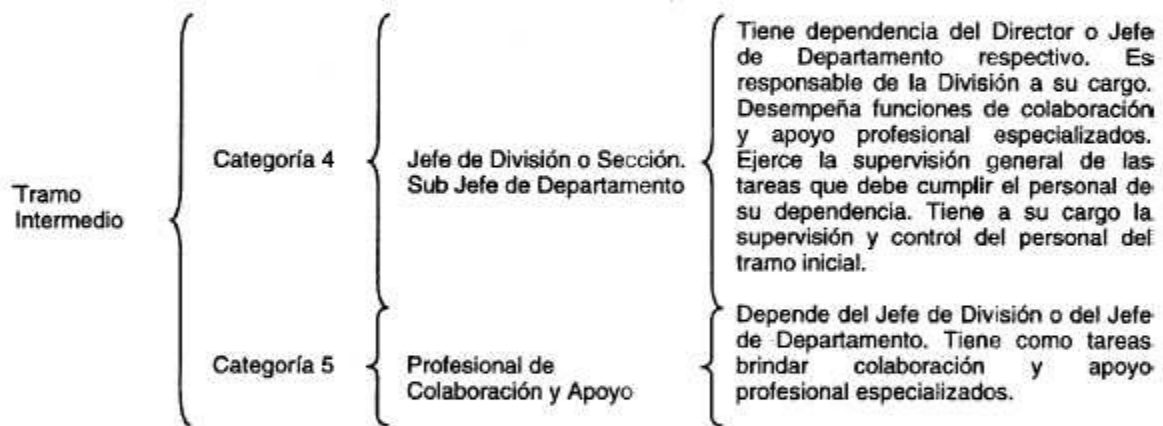 Tramo
Intermedio
Categoría 4
Jefe de División o Sección.
Sub Jefe de Departamento
Tiene dependencia del Director o Jefe
de Departamento respectivo. Es
responsable de la División a su cargo.
Desempeña funciones de colaboración
y apoyo profesional especializados.
Ejerce la supervisión general de las
tareas que debe cumplir el personal de
su dependencia. Tiene a su cargo la
supervisión y control del personal del
tramo inicial.
Categoría 5
Profesional de
Colaboración y Apoyo
Depende del Jefe de División o del Jefe
de Departamento. Tiene como tareas
brindar colaboración y apoyo
profesional especializados.